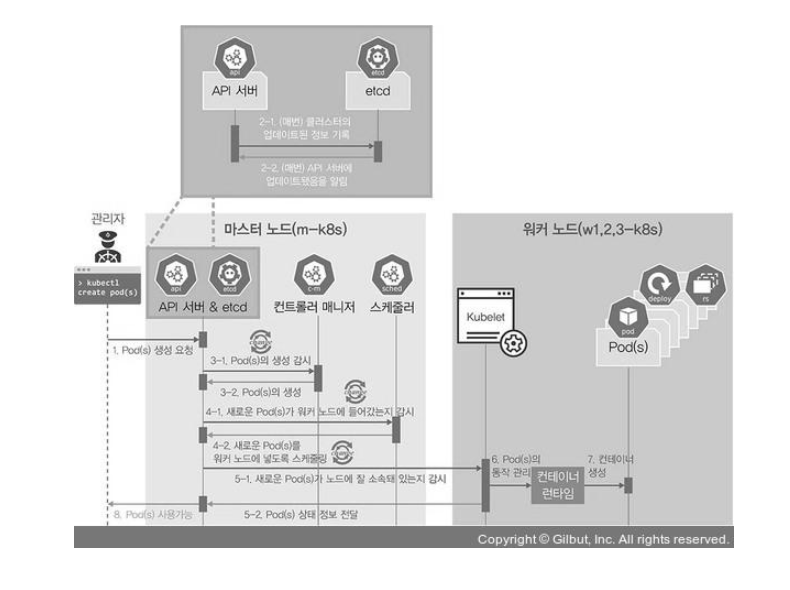 api
etcd
API 서버
etcd
2-1. (매번) 클러스터의
업데이트된 정보 기록
2-2. (매번) API 서버에
업데이트됐음을 알림
관리자
> kubectl
create pod(s)
마스터 노드(m-k8s)
api
etcd
c-m
sched
API 서버 & etcd
컨트롤러 매니저
스케줄러
워커 노드(w1,2,3-k8s)
Kubelet
deploy
rs
pod
Pod(s)
1. Pod(s) 생성 요청
3-1. Pod(s)의 생성 감시
3-2. Pod(s)의 생성
4-1. 새로운 Pod(s)가 워커 노드에 들어갔는지 감시
4-2. 새로운 Pod(s)를
워커 노드에 넣도록 스케줄링
5-1. 새로운 Pod(s)가 노드에 잘 소속돼 있는지 감시
5-2. Pod(s) 상태 정보 전달
6. Pod(s)의
동작 관리
컨테이너
런타임
7. 컨테이너
생성
8. Pod(s) 사용가능
Copyright © Gilbut, Inc. All rights reserved.